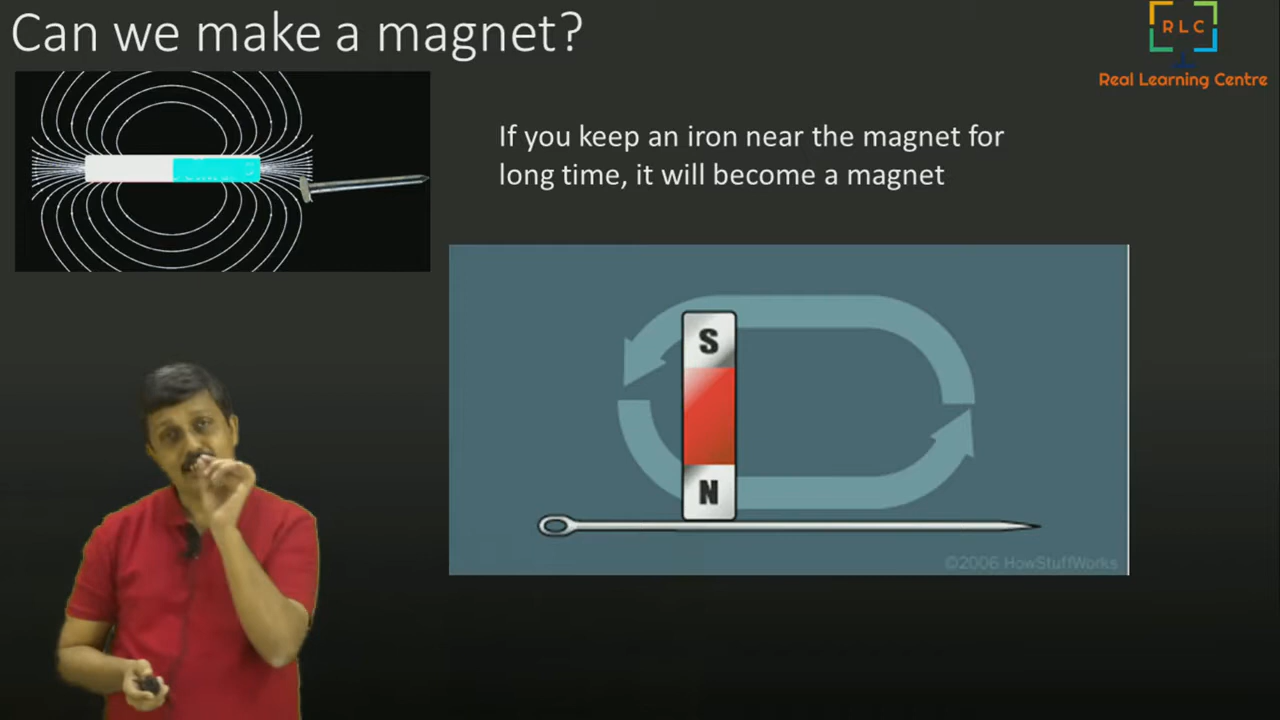 Can we make a magnet?
RLC
Real Learning Centre
If you keep an iron near the magnet for
long time, it will become a magnet
S
N
©2006 HowStuffWorks